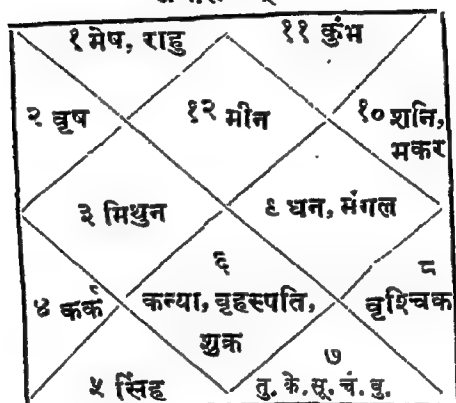 १ मेष, राहु
११ कुंभ
२ वृष
१२ मीन
१० शनि,
मकर
३ मिथुन
९ धन, मंगल
४ कर्क
६
कन्या, वृहस्पति,
शुक्र
८
वृश्चिक
५ सिंह
७
तु. के. सू. चं. बु.